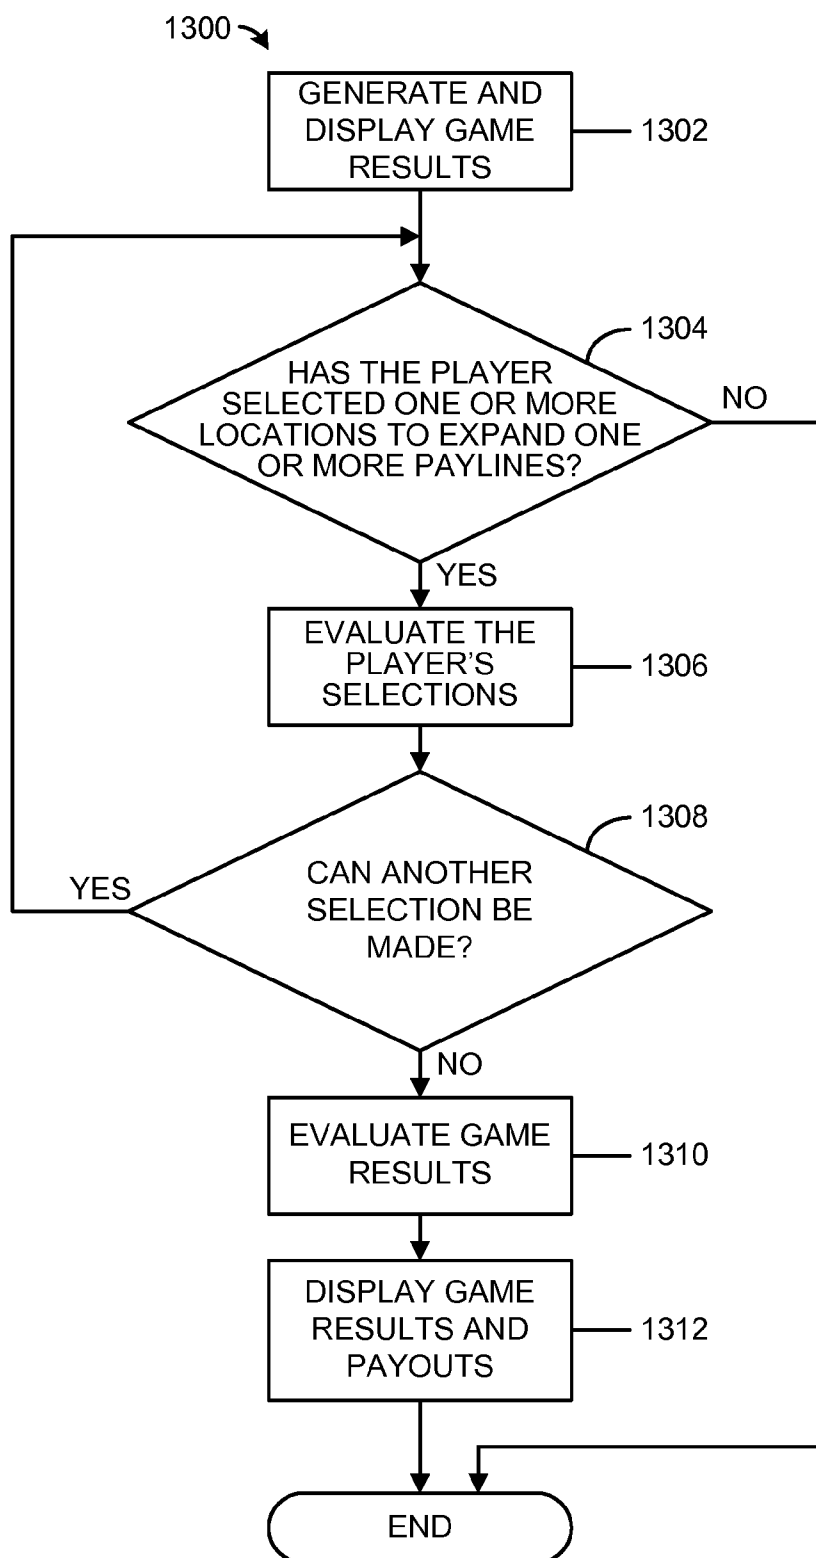 1300
GENERATE AND
DISPLAY GAME
RESULTS
1302
1304
HAS THE PLAYER
SELECTED ONE OR MORE
LOCATIONS TO EXPAND ONE
OR MORE PAYLINES?
NO
YES
EVALUATE THE
PLAYER'S
SELECTIONS
1306
1308
CAN ANOTHER
SELECTION BE
MADE?
YES
NO
EVALUATE GAME
RESULTS
1310
DISPLAY GAME
RESULTS AND
PAYOUTS
1312
END